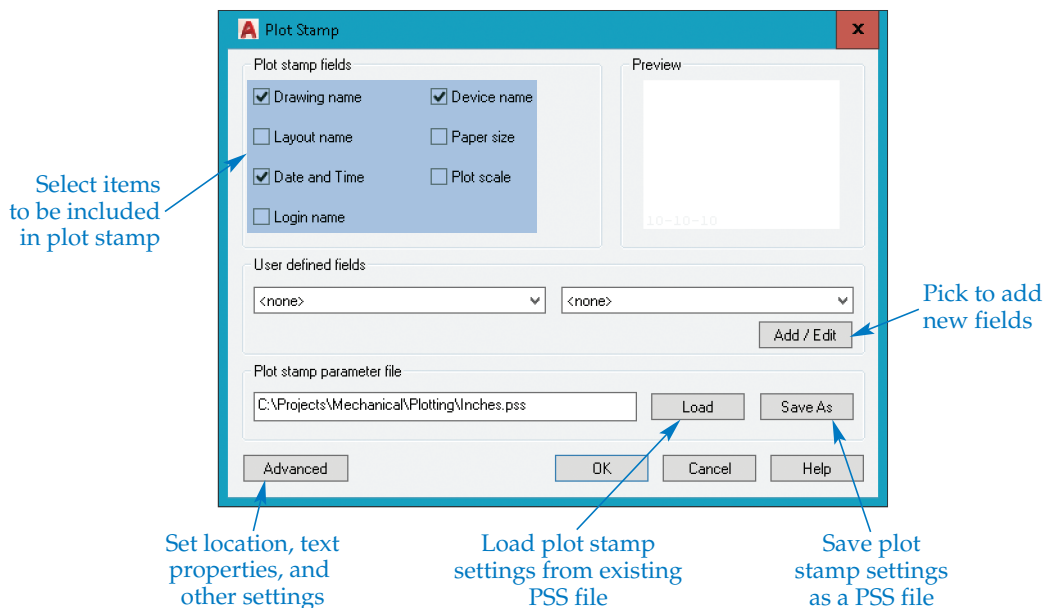 Plot Stamp
Plot stamp fields
Drawing name
Device name
Layout name
Paper size
Date and Time
Plot scale
Login name
Preview
10-10-10
Select items
to be included
in plot stamp
User defined fields
<none>
<none>
Add / Edit
Pick to add
new fields
Plot stamp parameter file
C:\Projects\Mechanical\Plotting\Inches.pss
Load
Save As
Advanced
OK
Cancel
Help
Set location, text
properties, and
other settings
Load plot stamp
settings from existing
PSS file
Save plot
stamp settings
as a PSS file